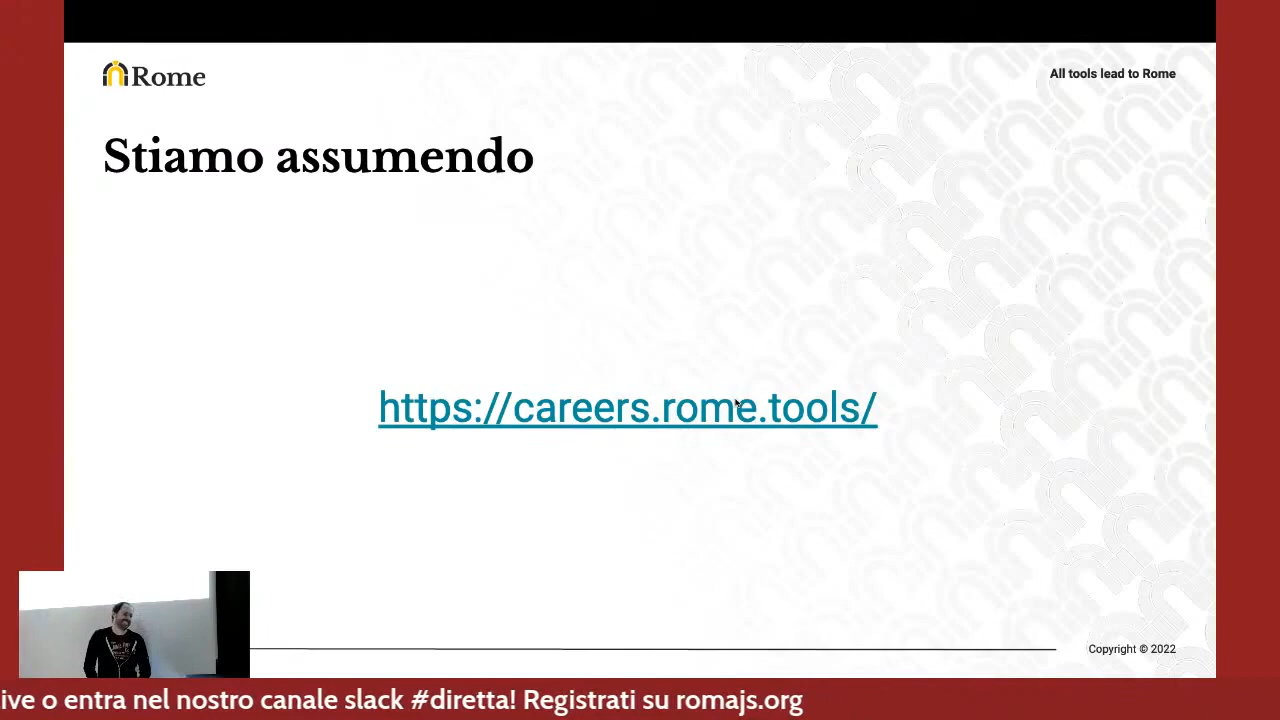 Rome
All tools lead to Rome
Stiamo assumendo
https://careers.rome.tools/
Copyright © 2022
ive o entra nel nostro canale slack #diretta! Registrati su romajs.org